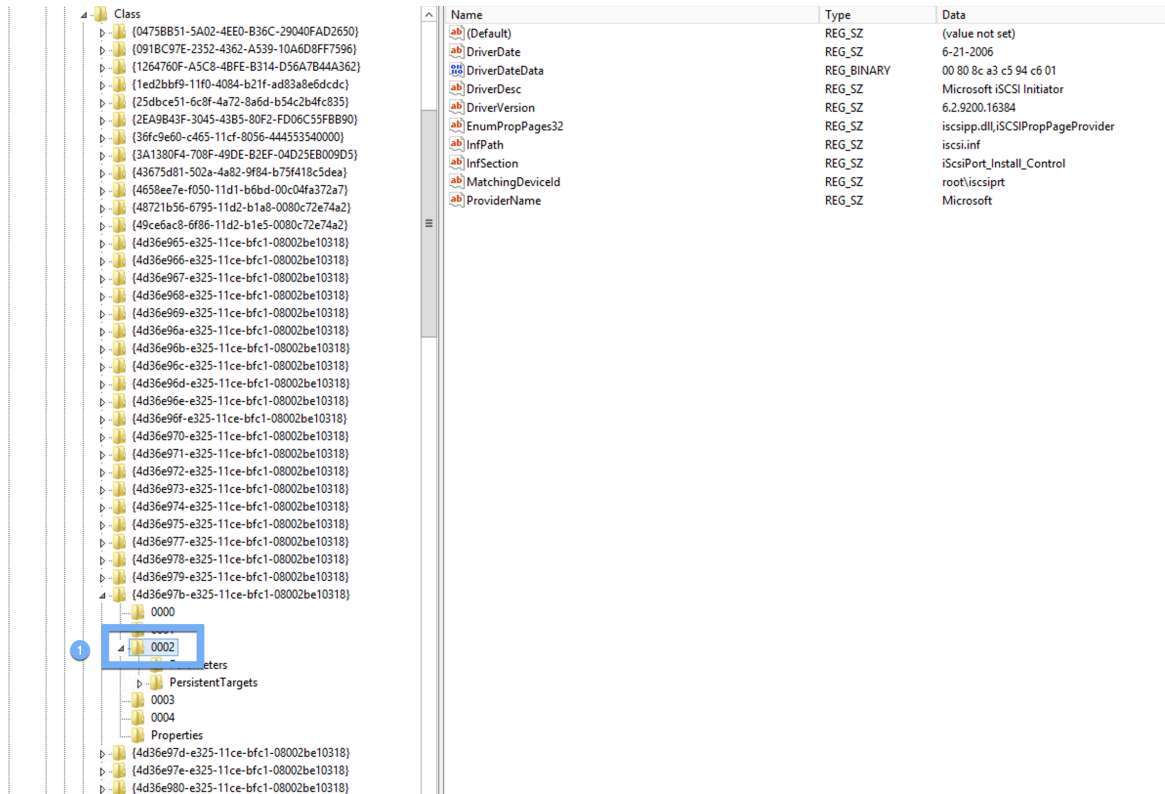 Class
{0475BB51-5A02-4EE0-B36C-29040FAD2650}
{091BC97E-2352-4362-A539-10A6D8FF7596}
{1264760F-A5C8-4BFE-B314-D56A7B44A362}
{1ed2bbf9-11f0-4084-b21f-ad83a8e6dcdc}
{25dbce51-6c8f-4a72-8a6d-b54c2b4fc835}
{2EA9B43F-3045-43B5-80F2-FD06C55FBB90}
{36fc9e60-c465-11cf-8056-444553540000}
{3A1380F4-708F-49DE-B2EF-04D25EB009D5}
{43675d81-502a-4a82-9f84-b75f418c5dea}
{4658ee7e-f050-11d1-b6bd-00c04fa372a7}
{48721b56-6795-11d2-b1a8-0080c72e74a2}
{49ce6ac8-6f86-11d2-b1e5-0080c72e74a2}
{4d36e965-e325-11ce-bfc1-08002be10318}
{4d36e966-e325-11ce-bfc1-08002be10318}
{4d36e967-e325-11ce-bfc1-08002be10318}
{4d36e968-e325-11ce-bfc1-08002be10318}
{4d36e969-e325-11ce-bfc1-08002be10318}
{4d36e96a-e325-11ce-bfc1-08002be10318}
{4d36e96b-e325-11ce-bfc1-08002be10318}
{4d36e96c-e325-11ce-bfc1-08002be10318}
{4d36e96d-e325-11ce-bfc1-08002be10318}
{4d36e96e-e325-11ce-bfc1-08002be10318}
{4d36e96f-e325-11ce-bfc1-08002be10318}
{4d36e970-e325-11ce-bfc1-08002be10318}
{4d36e971-e325-11ce-bfc1-08002be10318}
{4d36e972-e325-11ce-bfc1-08002be10318}
{4d36e973-e325-11ce-bfc1-08002be10318}
{4d36e974-e325-11ce-bfc1-08002be10318}
{4d36e975-e325-11ce-bfc1-08002be10318}
{4d36e977-e325-11ce-bfc1-08002be10318}
{4d36e978-e325-11ce-bfc1-08002be10318}
{4d36e979-e325-11ce-bfc1-08002be10318}
{4d36e97b-e325-11ce-bfc1-08002be10318}
0000
1 0002
PersistentTargets
0003
0004
Properties
{4d36e97d-e325-11ce-bfc1-08002be10318}
{4d36e97e-e325-11ce-bfc1-08002be10318}
{4d36e980-e325-11ce-bfc1-08002be10318}
Name Type Data
ab (Default) REG_SZ (value not set)
ab DriverDate REG_SZ 6-21-2006
DriverDateData REG_BINARY 00 80 8c a3 c5 94 c6 01
ab DriverDesc REG_SZ Microsoft iSCSI Initiator
ab DriverVersion REG_SZ 6.2.9200.16384
ab EnumPropPages32 REG_SZ iscsipp.dll,iSCSIPropPageProvider
ab InfPath REG_SZ iscsi.inf
ab InfSection REG_SZ iScsiPort_Install_Control
ab MatchingDeviceId REG_SZ root\iscsiprt
ab ProviderName REG_SZ Microsoft